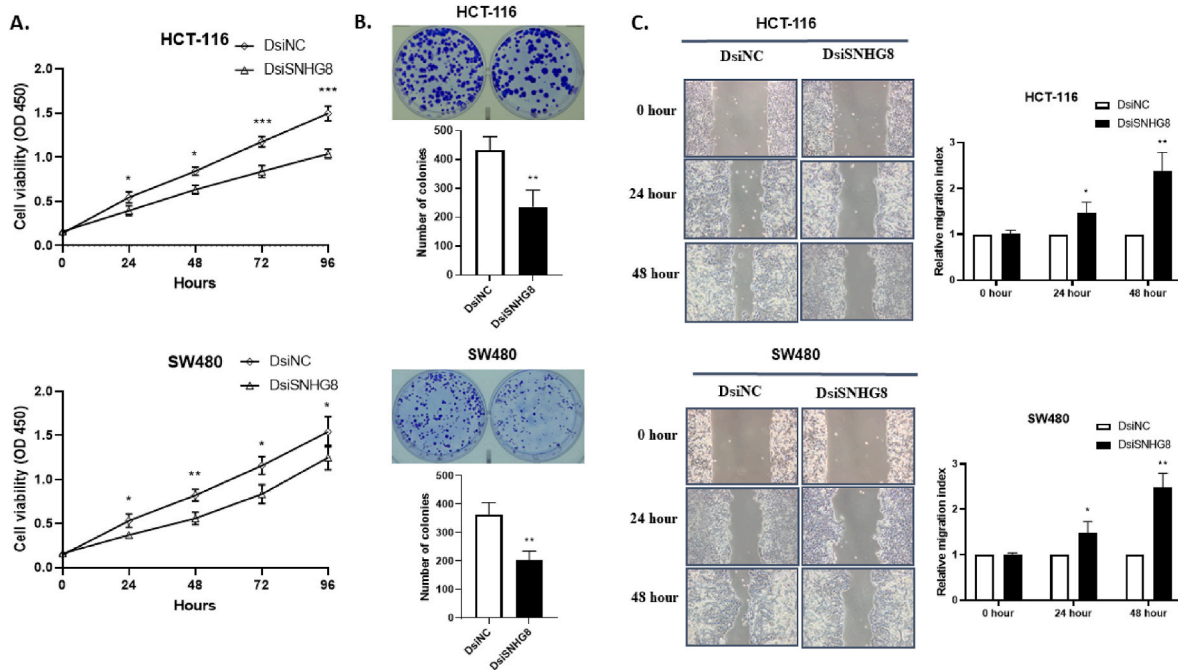 A.
HCT-116
DsiNC
DsiSNHG8
Cell viability (OD 450)
2.0
1.5
1.0
0.5
0.0
*
*
***
***
0 24 48 72 96
Hours
SW480
DsiNC
DsiSNHG8
Cell viability (OD 450)
2.0
1.5
1.0
0.5
0.0
*
**
*
*
0 24 48 72 96
Hours
B.
HCT-116
Number of colonies
500
400
300
200
100
0
**
DsiNC
DsiSNHG8
SW480
Number of colonies
500
400
300
200
100
0
**
DsiNC
DsiSNHG8
C.
HCT-116
DsiNC DsiSNHG8
0 hour
24 hour
48 hour
HCT-116
DsiNC
DsiSNHG8
Relative migration index
3
2
1
0
*
**
0 hour 24 hour 48 hour
SW480
DsiNC DsiSNHG8
0 hour
24 hour
48 hour
SW480
DsiNC
DsiSNHG8
Relative migration index
3
2
1
0
*
**
0 hour 24 hour 48 hour